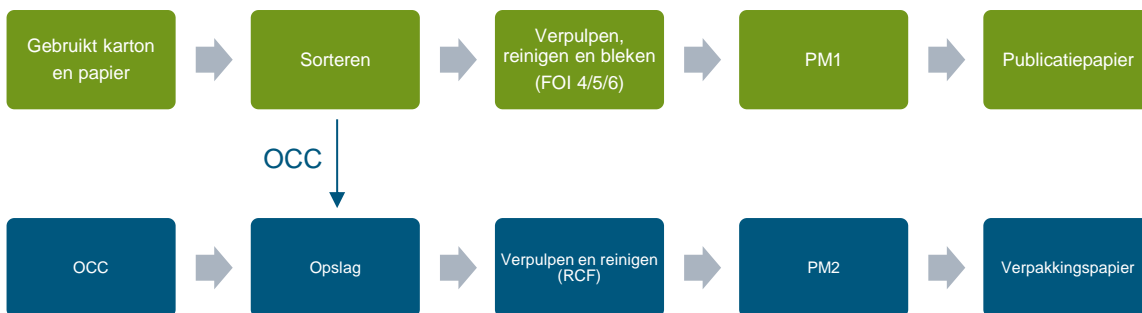 Gebruikt karton
en papier
Sorteren
Verpulpen,
reinigen en bleken
(FOI 4/5/6)
PM1
Publicatiepapier
OCC
OCC
Opslag
Verpulpen en reinigen
(RCF)
PM2
Verpakkingspapier